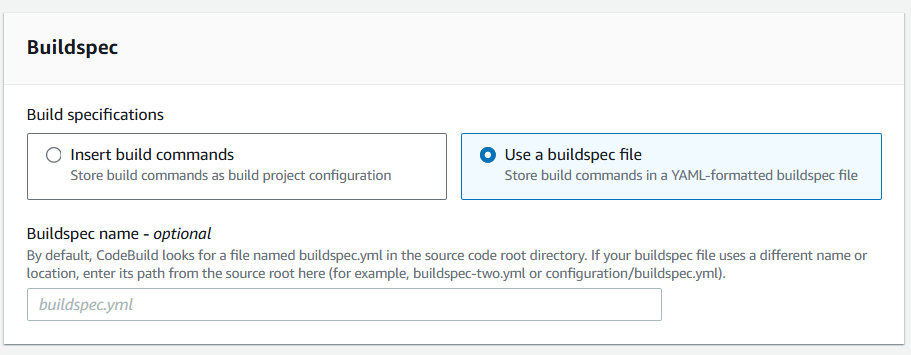 Buildspec
Build specifications
Insert build commands
Store build commands as build project configuration
Use a buildspec file
Store build commands in a YAML-formatted buildspec file
Buildspec name - optional
By default, CodeBuild looks for a file named buildspec.yml in the source code root directory. If your buildspec file uses a different name or
location, enter its path from the source root here (for example, buildspec-two.yml or configuration/buildspec.yml).
buildspec.yml